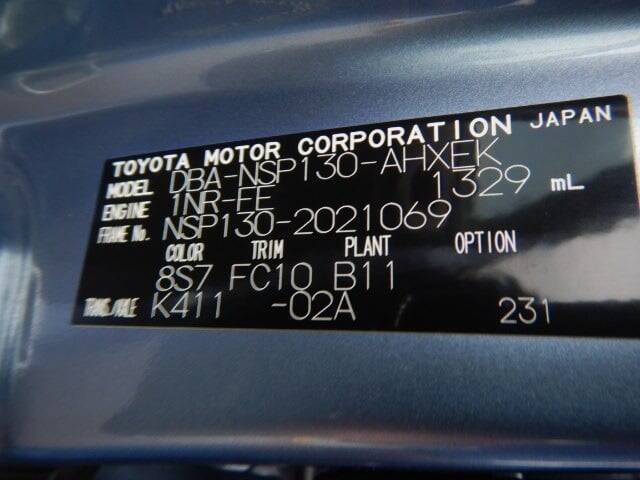 TOYOTA MOTOR CORPORATION JAPAN
MODEL DBA-NSP130-AHXEK
ENGINE 1NR-FE 1329 mL
FRAME No. NSP130-2021069
COLOR TRIM PLANT OPTION
8S7 FC10 B11
TRANS/AXLE K411 -02A 231